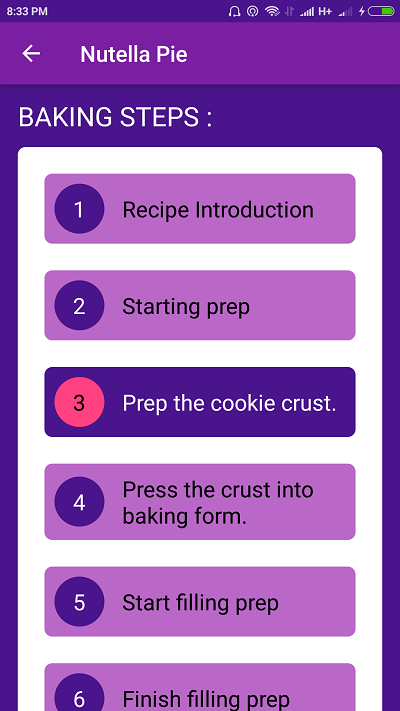 8:33 PM H+
Nutella Pie
BAKING STEPS :
1 Recipe Introduction
2 Starting prep
3 Prep the cookie crust.
4 Press the crust into
baking form.
5 Start filling prep
6 Finish filling prep